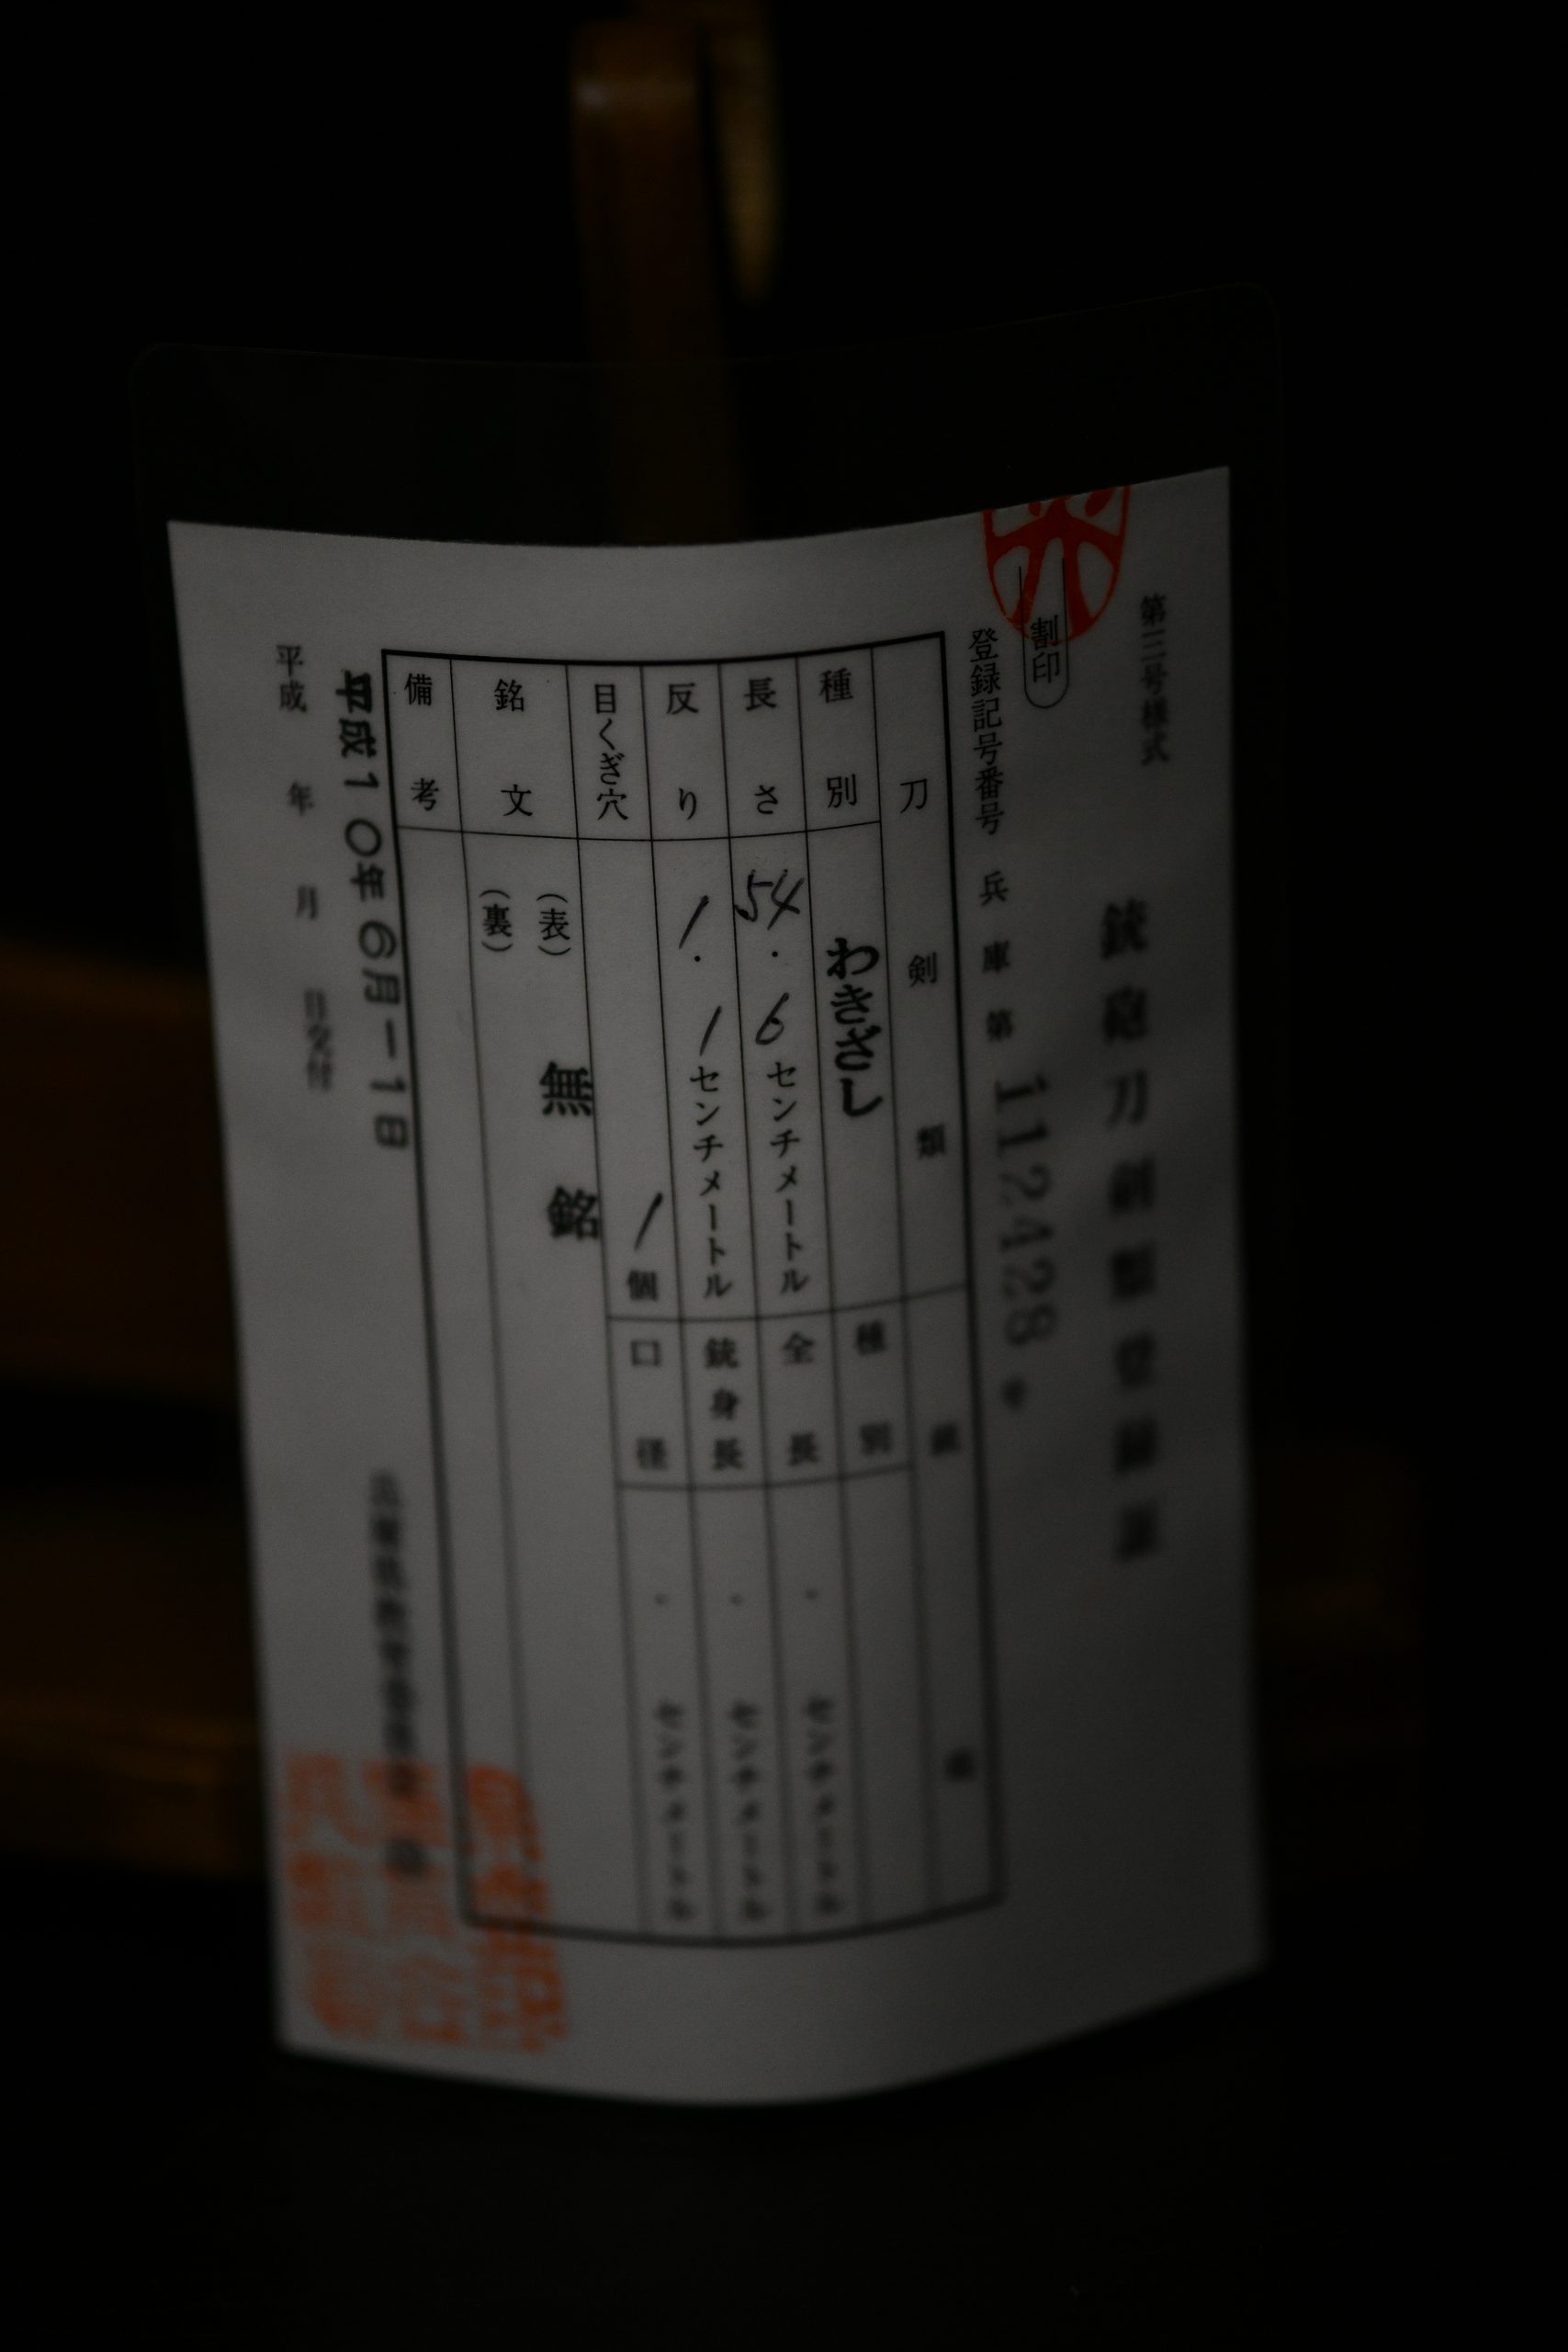 第三号様式
銃砲刀剣類登録証
割印
登録記号番号 兵庫第112428号
刀剣類
種別 わきざし
長さ 54.6センチメートル
反り 1.1センチメートル
目くぎ穴 1個
銘文 (表) 無銘
(裏)
備考
銃
種別
全長 . センチメートル
銃身長 . センチメートル
口径 . センチメートル
平成10年6月-1日
平成 年 月 日交付